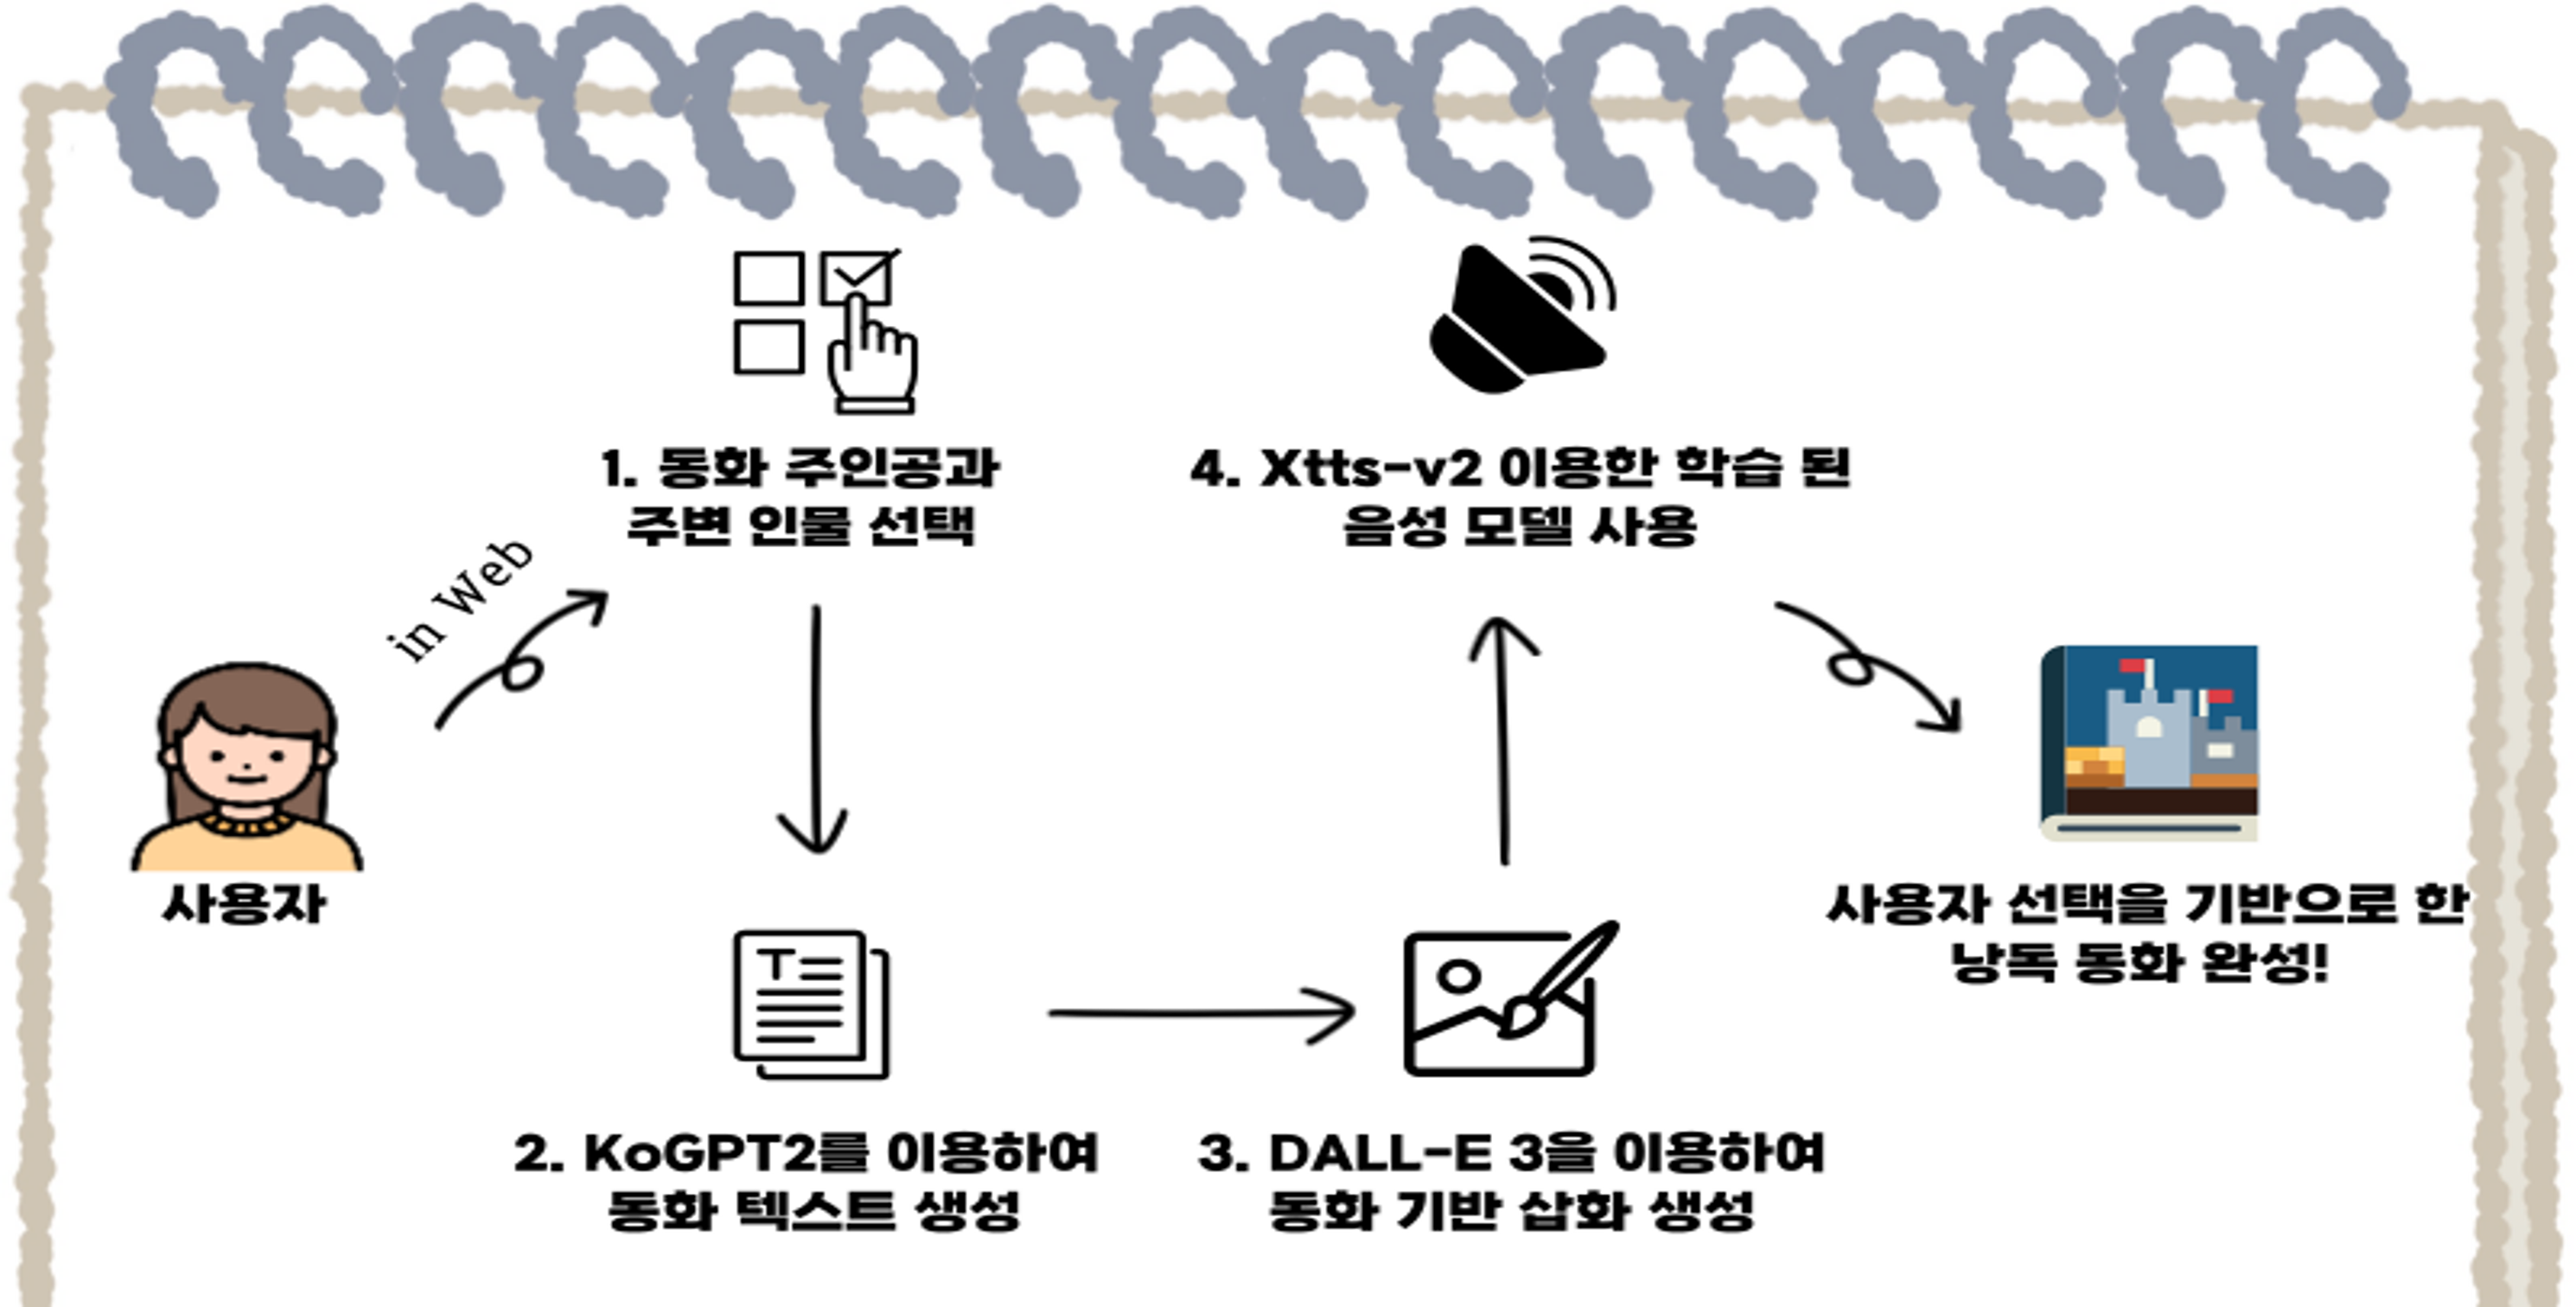 사용자
in Web
1. 동화 주인공과
주변 인물 선택
2. KoGPT2를 이용하여
동화 텍스트 생성
3. DALL-E 3을 이용하여
동화 기반 삽화 생성
4. Xtts-v2 이용한 학습 된
음성 모델 사용
사용자 선택을 기반으로 한
낭독 동화 완성!